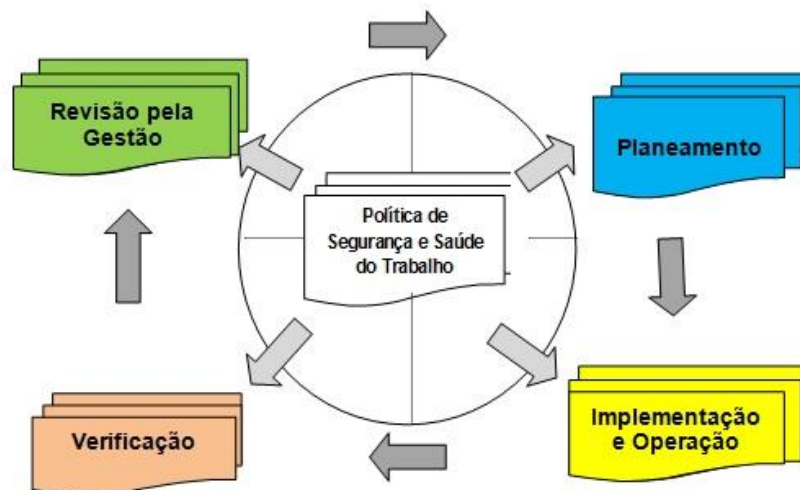 Revisão pela
Gestão
Planeamento
Política de
Segurança e Saúde
do Trabalho
Verificação
Implementação
e Operação